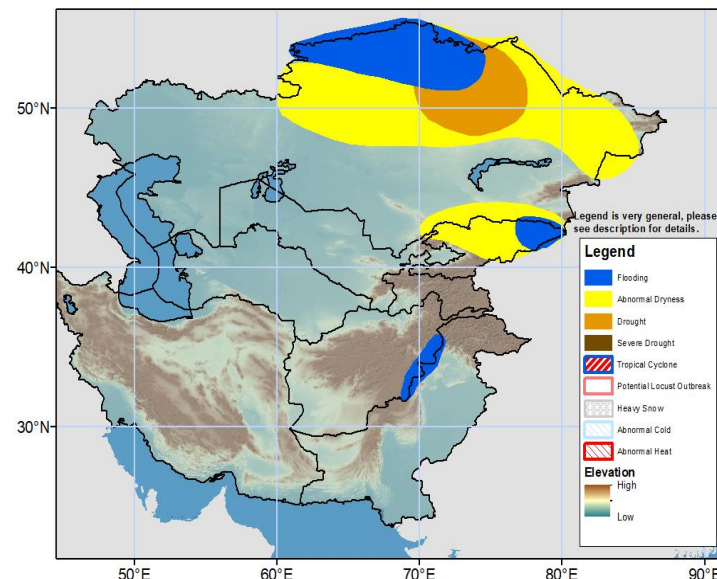 50°N
40°N
30°N
50°E
60°E
70°E
80°E
90°E
Legend is very general, please
see description for details.
Legend
Flooding
Abnormal Dryness
Drought
Severe Drought
Tropical Cyclone
Potential Locust Outbreak
Heavy Snow
Abnormal Cold
Abnormal Heat
Elevation
High
Low